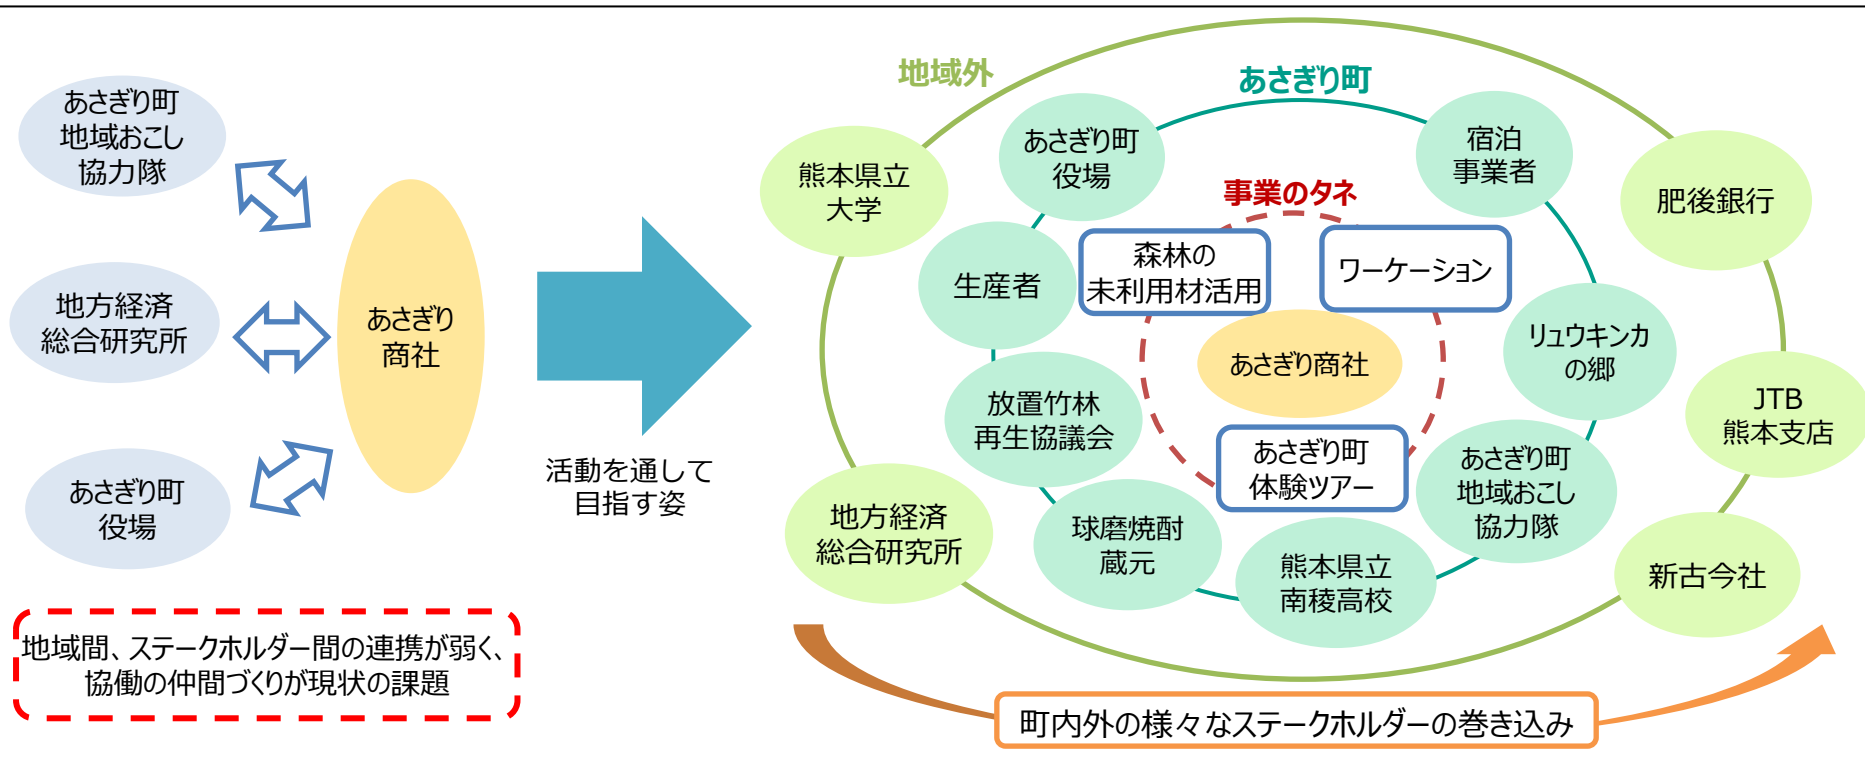 あさぎり町
地域おこし
協力隊
地方経済
総合研究所
あさぎり町
役場
あさぎり
商社
地域間、ステークホルダー間の連携が弱く、
協働の仲間づくりが現状の課題
活動を通して
目指す姿
地域外
あさぎり町
事業のタネ
熊本県立
大学
あさぎり町
役場
宿泊
事業者
肥後銀行
生産者
森林の
未利用材活用
ワーケーション
あさぎり商社
リュウキンカ
の郷
JTB
熊本支店
放置竹林
再生協議会
あさぎり町
体験ツアー
あさぎり町
地域おこし
協力隊
地方経済
総合研究所
球磨焼酎
蔵元
熊本県立
南稜高校
新古今社
町内外の様々なステークホルダーの巻き込み